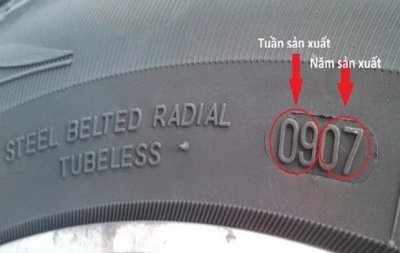 Tuần sản xuất
Năm sản xuất
STEEL BELTED RADIAL
TUBELESS
0907